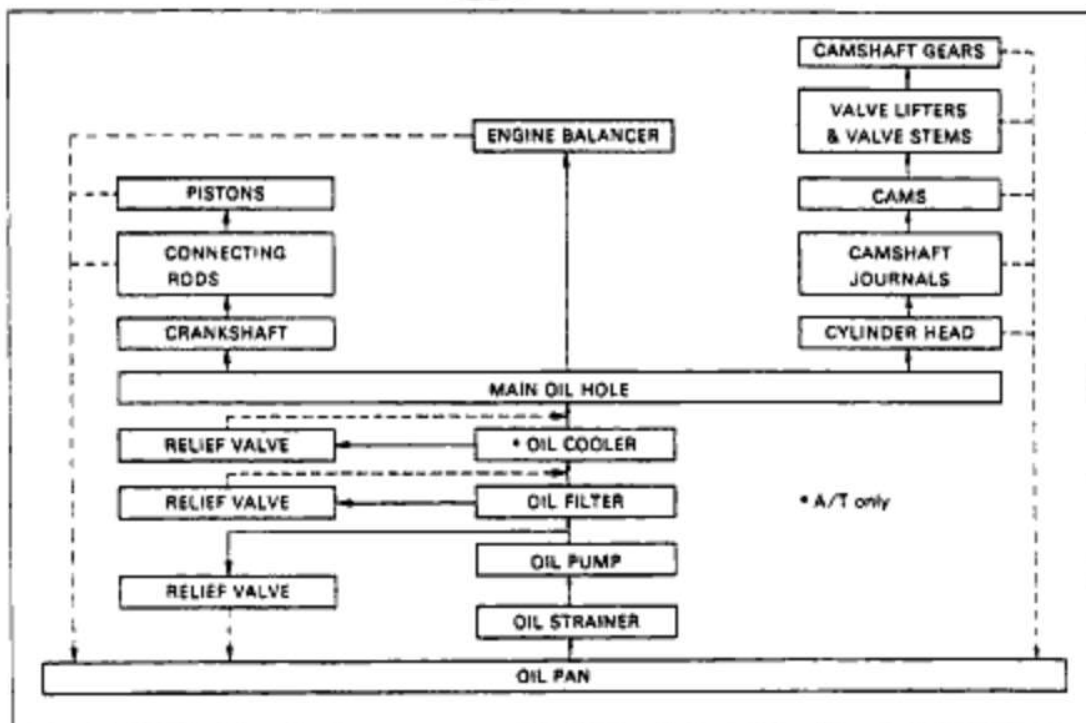 CAMSHAFT GEARS
VALVE LIFTERS
& VALVE STEMS
ENGINE BALANCER
PISTONS
CAMS
CONNECTING
RODS
CAMSHAFT
JOURNALS
CRANKSHAFT
CYLINDER HEAD
MAIN OIL HOLE
RELIEF VALVE
* OIL COOLER
RELIEF VALVE
OIL FILTER
* A/T only
OIL PUMP
RELIEF VALVE
OIL STRAINER
OIL PAN